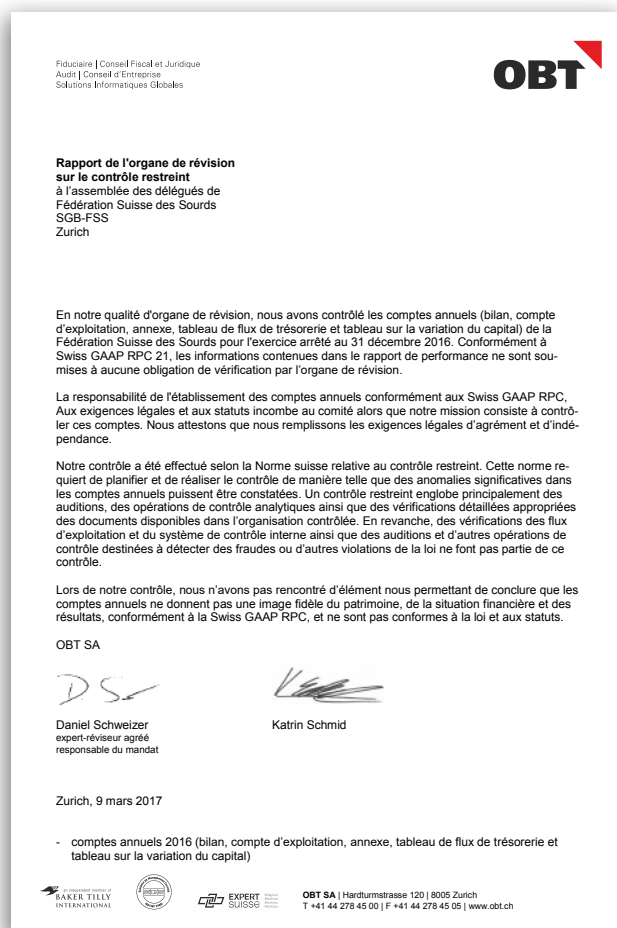 Fiduciaire | Conseil Fiscal et Juridique
Audit | Conseil d'Entreprise
Solutions Informatiques Globales
OBT
Rapport de l'organe de révision
sur le contrôle restreint
à l'assemblée des délégués de
Fédération Suisse des Sourds
SGB-FSS
Zurich
En notre qualité d'organe de révision, nous avons contrôlé les comptes annuels (bilan, compte
d'exploitation, annexe, tableau de flux de trésorerie et tableau sur la variation du capital) de la
Fédération Suisse des Sourds pour l'exercice arrêté au 31 décembre 2016. Conformément à
Swiss GAAP RPC 21, les informations contenues dans le rapport de performance ne sont sou-
mises à aucune obligation de vérification par l'organe de révision.
La responsabilité de l'établissement des comptes annuels conformément aux Swiss GAAP RPC,
Aux exigences légales et aux statuts incombe au comité alors que notre mission consiste à contrô-
ler ces comptes. Nous attestons que nous remplissons les exigences légales d'agrément et d'indé-
pendance.
Notre contrôle a été effectué selon la Norme suisse relative au contrôle restreint. Cette norme re-
quiert de planifier et de réaliser le contrôle de manière telle que des anomalies significatives dans
les comptes annuels puissent être constatées. Un contrôle restreint englobe principalement des
auditions, des opérations de contrôle analytiques ainsi que des vérifications détaillées appropriées
des documents disponibles dans l'organisation contrôlée. En revanche, des vérifications des flux
d'exploitation et du système de contrôle interne ainsi que des auditions et d'autres opérations de
contrôle destinées à détecter des fraudes ou d'autres violations de la loi ne font pas partie de ce
contrôle.
Lors de notre contrôle, nous n'avons pas rencontré d'élément nous permettant de conclure que les
comptes annuels ne donnent pas une image fidèle du patrimoine, de la situation financière et des
résultats, conformément à la Swiss GAAP RPC, et ne sont pas conformes à la loi et aux statuts.
OBT SA
Daniel Schweizer Katrin Schmid
expert-réviseur agréé
responsable du mandat
Zurich, 9 mars 2017
- comptes annuels 2016 (bilan, compte d'exploitation, annexe, tableau de flux de trésorerie et
tableau sur la variation du capital)
an independent member of
BAKER TILLY
INTERNATIONAL
EXPERT
SUISSE
OBT SA | Hardturmstrasse 120 | 8005 Zurich
T +41 44 278 45 00 | F +41 44 278 45 05 | www.obt.ch